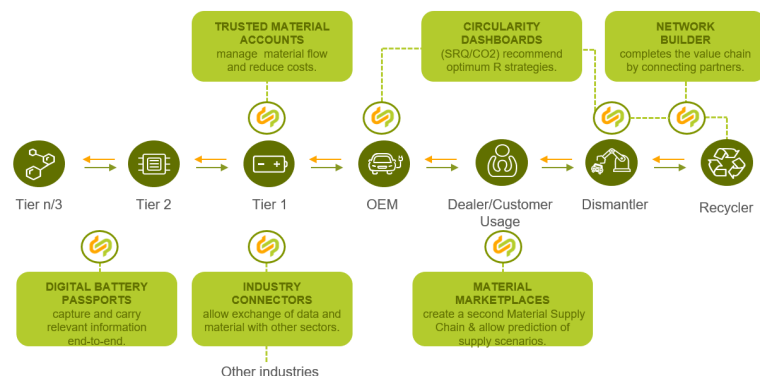 TRUSTED MATERIAL
ACCOUNTS
manage material flow
and reduce costs.
CIRCULARITY
DASHBOARDS
(SRQ/CO2) recommend
optimum R strategies.
NETWORK
BUILDER
completes the value chain
by connecting partners.
Tier n/3
Tier 2
Tier 1
OEM
Dealer/Customer
Usage
Dismantler
Recycler
DIGITAL BATTERY
PASSPORTS
capture and carry
relevant information
end-to-end.
INDUSTRY
CONNECTORS
allow exchange of data and
material with other sectors.
MATERIAL
MARKETPLACES
create a second Material Supply
Chain & allow prediction of
supply scenarios.
Other industries